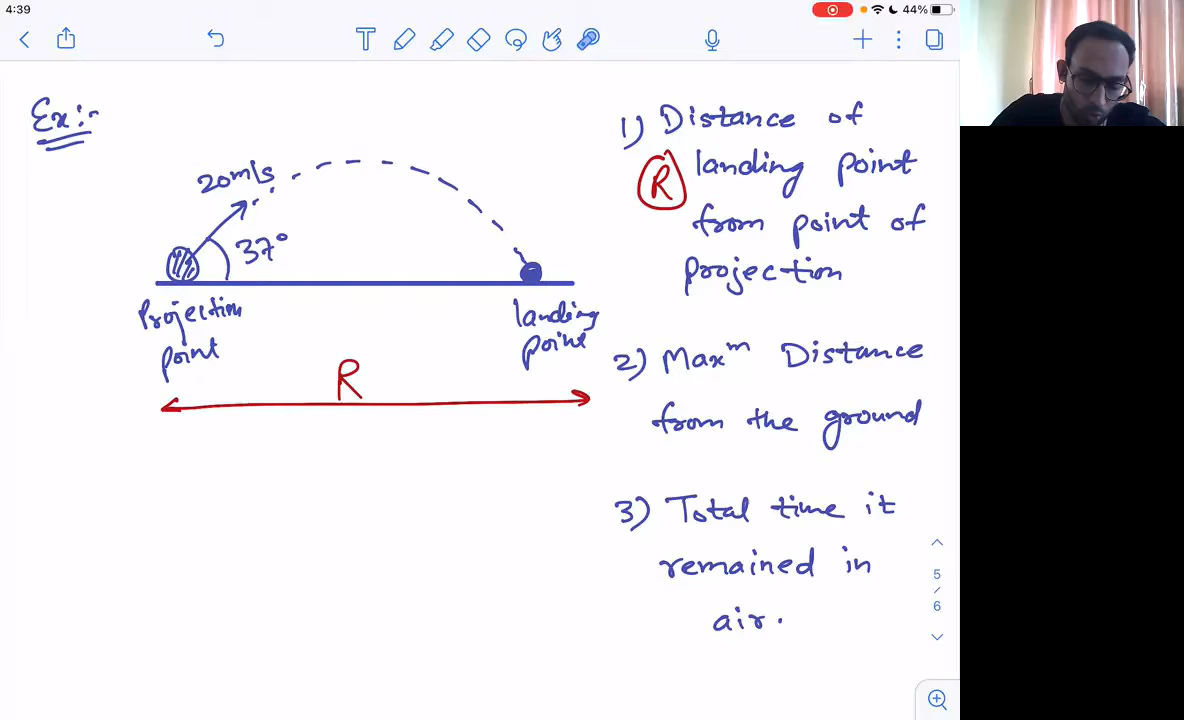 4:39
44%
T
Ex:-
20m/s
37°
Projection
point
landing
point
R
1) Distance of
R landing point
from point of
projection
2) Maxᵐ Distance
from the ground
3) Total time it
remained in
air.
5
/
6